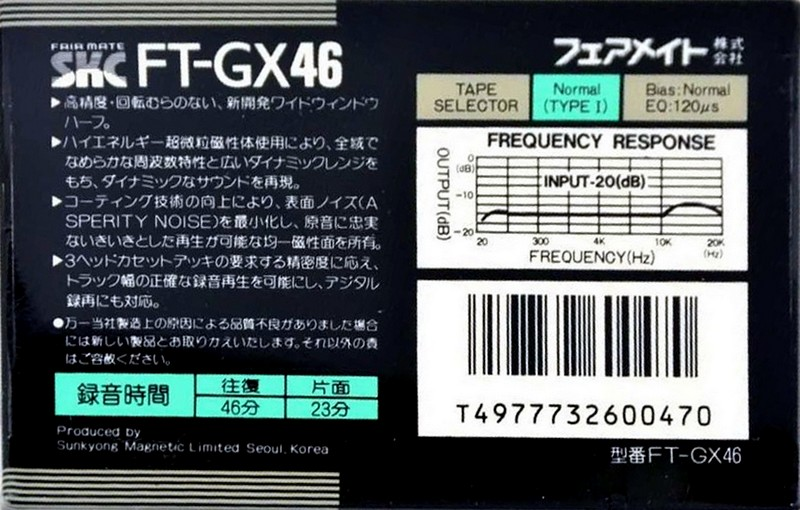 FAIR MATE
SKC FT-GX46
▶高精度・回転むらのない、新開発ワイドウィンドウ
ハーフ。
▶ハイエネルギー超微粒磁性体使用により、全域で
なめらかな周波数特性と広いダイナミックレンジを
もち、ダイナミックなサウンドを再現。
▶コーティング技術の向上により、表面ノイズ(A
SPERITY NOISE)を最小化し、原音に忠実
ないきいきとした再生が可能な均一磁性面を所有。
▶3ヘッドカセットデッキの要求する精密度に応え、
トラック幅の正確な録音再生を可能にし、デジタル
録再にも対応。
●万一当社製造上の原因による品質不良がありました場合
には新しい製品とお取りかえいたします。それ以外の責
はご容赦ください。
録音時間
往復 片面
46分 23分
Produced by
Sunkyong Magnetic Limited Seoul, Korea
フェアメイト 株式会社
TAPE
SELECTOR
Normal
(TYPE I)
Bias: Normal
EQ: 120μs
FREQUENCY RESPONSE
OUTPUT(dB)
0
(dB)
-10
-20
INPUT-20(dB)
20 300 4K 10K 20K
(Hz)
FREQUENCY(Hz)
T4977732600470
型番FT-GX46